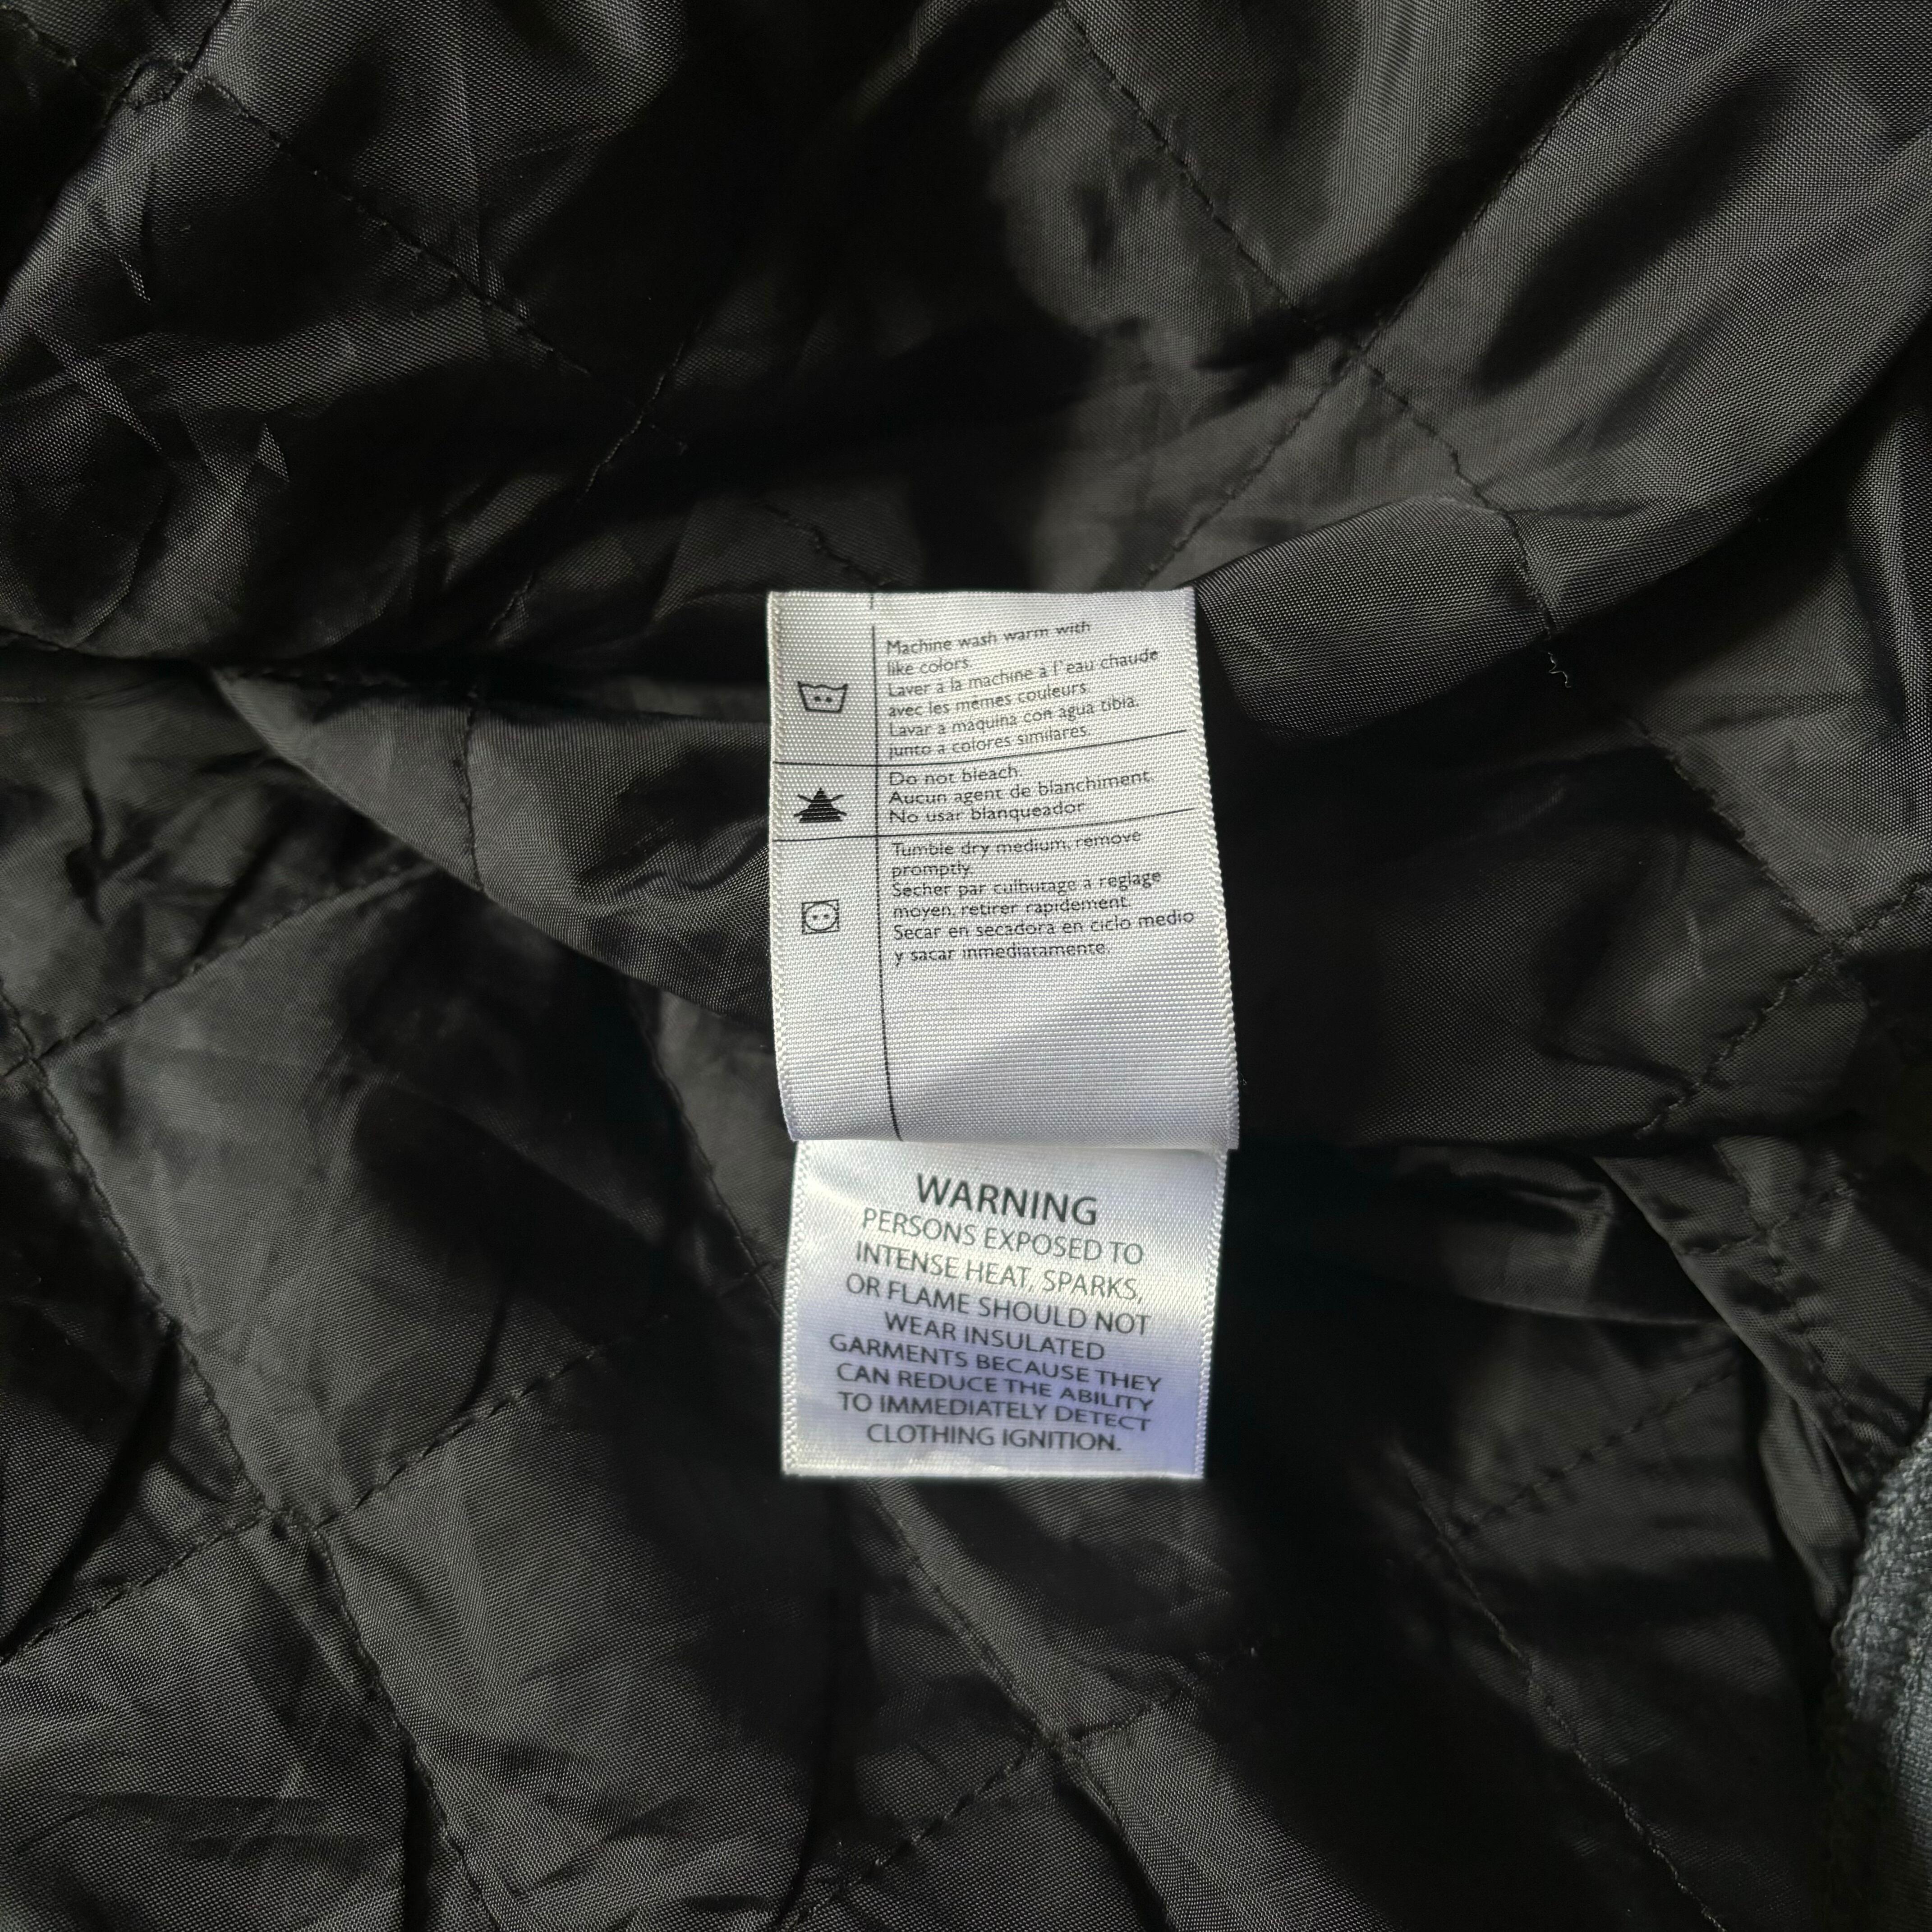 Machine wash warm with
like colors.
Laver à la machine à l'eau chaude
avec les mêmes couleurs.
Lavar a maquina con agua tibia,
junto a colores similares.
Do not bleach.
Aucun agent de blanchiment.
No usar blanqueador
Tumble dry medium, remove
promptly.
Secher par culbutage a reglage
moyen, retirer rapidement.
Secar en secadora en ciclo medio
y sacar inmediatamente.
WARNING
PERSONS EXPOSED TO
INTENSE HEAT, SPARKS,
OR FLAME SHOULD NOT
WEAR INSULATED
GARMENTS BECAUSE THEY
CAN REDUCE THE ABILITY
TO IMMEDIATELY DETECT
CLOTHING IGNITION.